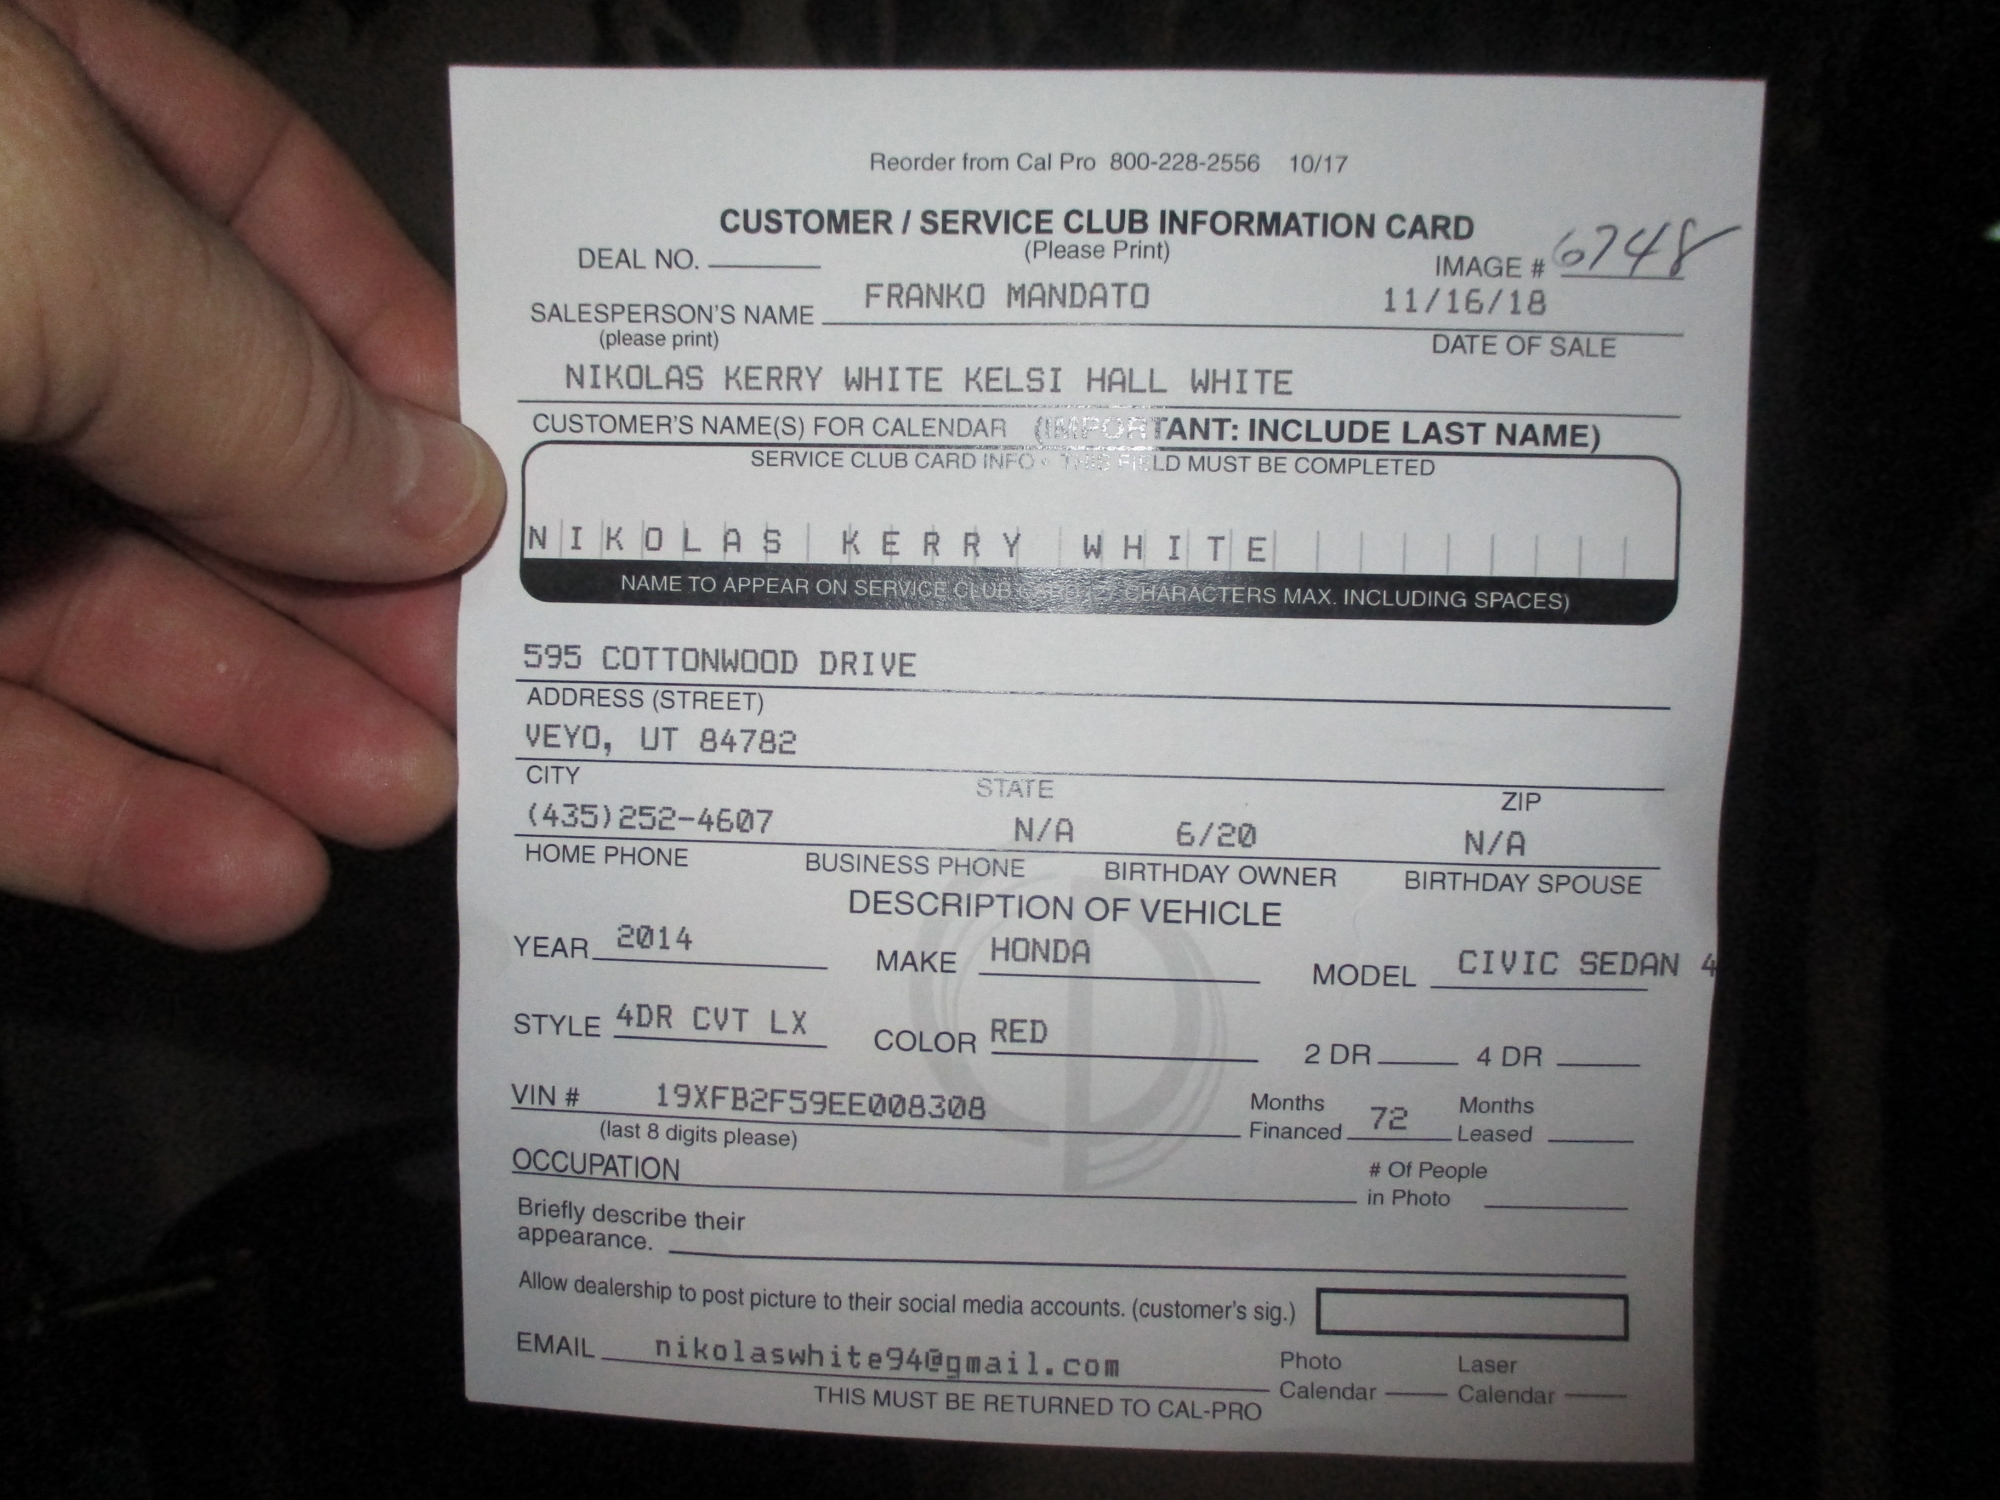 Reorder from Cal Pro 800-228-2556 10/17
CUSTOMER / SERVICE CLUB INFORMATION CARD
(Please Print)
DEAL NO.
IMAGE # 6748
SALESPERSON'S NAME FRANKO MANDATO 11/16/18
(please print) DATE OF SALE
NIKOLAS KERRY WHITE KELSI HALL WHITE
CUSTOMER'S NAME(S) FOR CALENDAR (IMPORTANT: INCLUDE LAST NAME)
SERVICE CLUB CARD INFO - THIS FIELD MUST BE COMPLETED
NIKOLAS KERRY WHITE
NAME TO APPEAR ON SERVICE CLUB CARD (27 CHARACTERS MAX. INCLUDING SPACES)
595 COTTONWOOD DRIVE
ADDRESS (STREET)
VEYO, UT 84782
CITY STATE ZIP
(435)252-4607 N/A 6/20 N/A
HOME PHONE BUSINESS PHONE BIRTHDAY OWNER BIRTHDAY SPOUSE
DESCRIPTION OF VEHICLE
YEAR 2014 MAKE HONDA MODEL CIVIC SEDAN 4
STYLE 4DR CVT LX COLOR RED 2 DR 4 DR
VIN # 19XFB2F59EE008308 Months Financed 72 Months Leased
(last 8 digits please)
OCCUPATION # Of People in Photo
Briefly describe their
appearance.
Allow dealership to post picture to their social media accounts. (customer's sig.)
EMAIL nikolaswhite94@gmail.com Photo Calendar Laser Calendar
THIS MUST BE RETURNED TO CAL-PRO